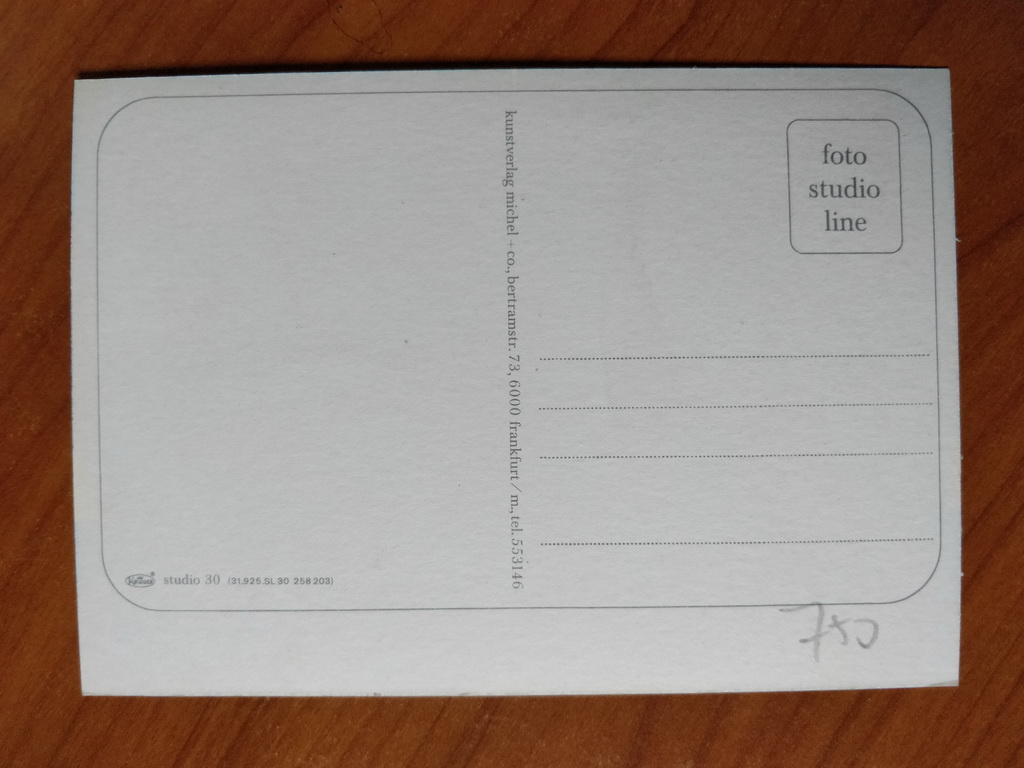 foto
studio
line
kunstverlag michel + co., bertramstr. 73, 6000 frankfurt / m., tel. 553146
studio 30 (31.925.SL 30 258 203)